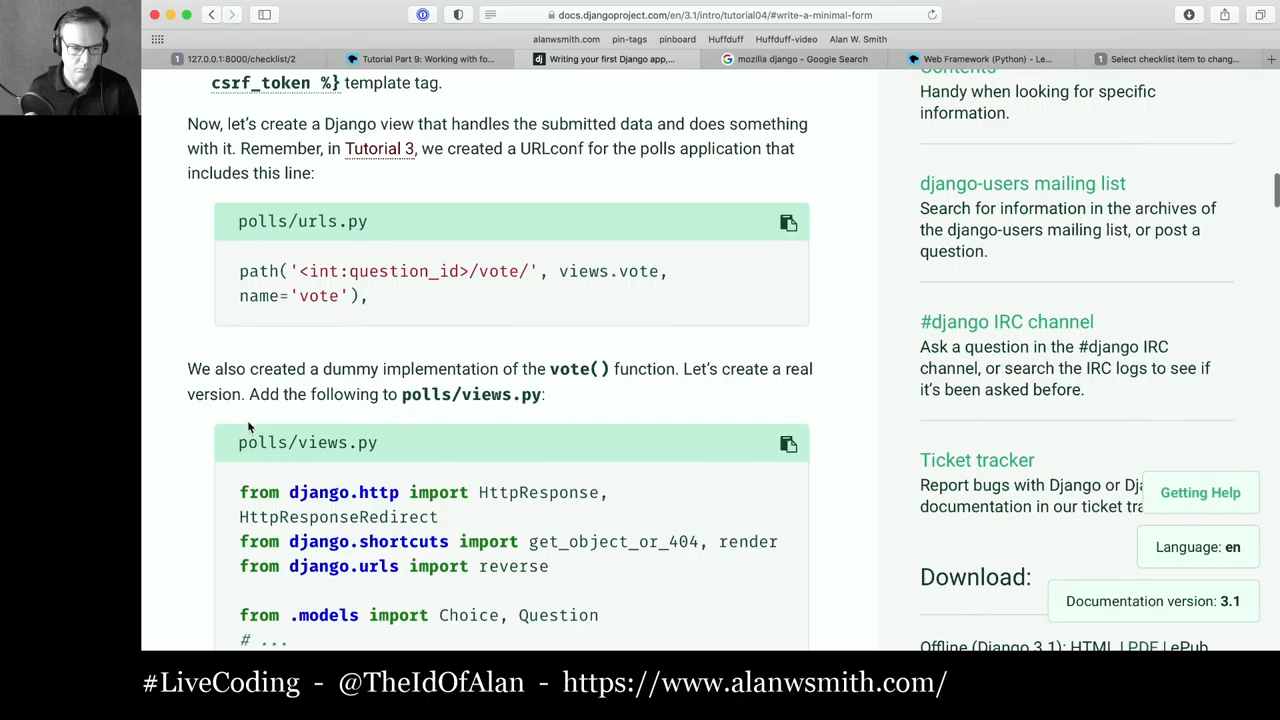 docs.djangoproject.com/en/3.1/intro/tutorial04/#write-a-minimal-form
alanwsmith.com pin-tags pinboard Huffduff Huffduff-video Alan W. Smith
1 127.0.0.1:8000/checklist/2
Tutorial Part 9: Working with fo...
dj Writing your first Django app,...
G mozilla django - Google Search
Web Framework (Python) - Le...
1 Select checklist item to chang...
csrf_token %} template tag.
Now, let's create a Django view that handles the submitted data and does something
with it. Remember, in Tutorial 3, we created a URLconf for the polls application that
includes this line:
polls/urls.py
path('<int:question_id>/vote/', views.vote,
name='vote'),
We also created a dummy implementation of the vote() function. Let's create a real
version. Add the following to polls/views.py:
polls/views.py
from django.http import HttpResponse,
HttpResponseRedirect
from django.shortcuts import get_object_or_404, render
from django.urls import reverse
from .models import Choice, Question
# ...
Contents
Handy when looking for specific
information.
django-users mailing list
Search for information in the archives of
the django-users mailing list, or post a
question.
#django IRC channel
Ask a question in the #django IRC
channel, or search the IRC logs to see if
it's been asked before.
Ticket tracker
Report bugs with Django or Dj
documentation in our ticket tra
Getting Help
Language: en
Download:
Documentation version: 3.1
Offline (Django 3.1): HTML | PDF | ePub
#LiveCoding - @TheIdOfAlan - https://www.alanwsmith.com/